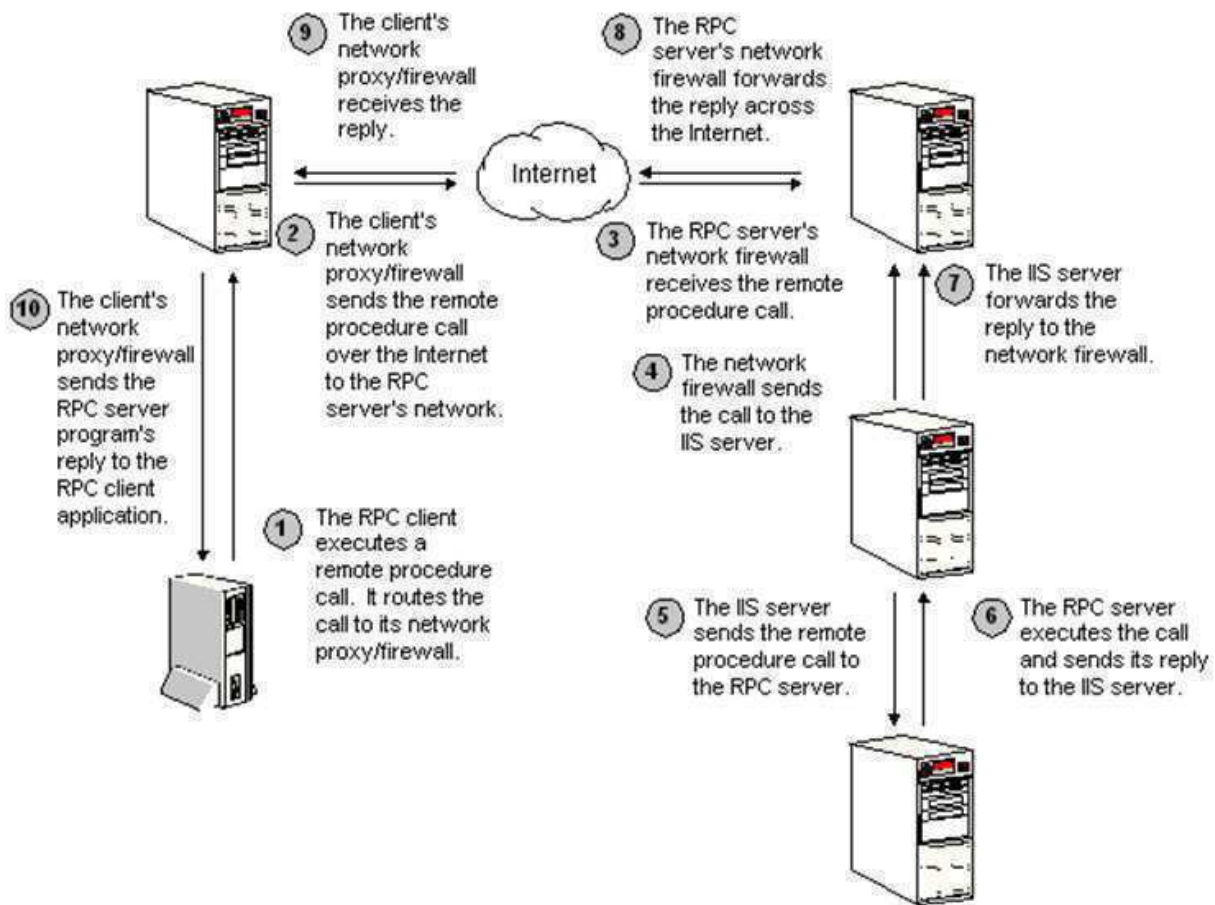 9
The client's
network
proxy/firewall
receives the
reply.
8
The RPC
server's network
firewall forwards
the reply across
the Internet.
Internet
2
The client's
network
proxy/firewall
sends the remote
procedure call
over the Internet
to the RPC
server's network.
3
The RPC server's
network firewall
receives the remote
procedure call.
10
The client's
network
proxy/firewall
sends the
RPC server
program's
reply to the
RPC client
application.
7
The IIS server
forwards the
reply to the
network firewall.
4
The network
firewall sends
the call to the
IIS server.
1
The RPC client
executes a
remote procedure
call. It routes the
call to its network
proxy/firewall.
5
The IIS server
sends the remote
procedure call to
the RPC server.
6
The RPC server
executes the call
and sends its reply
to the IIS server.